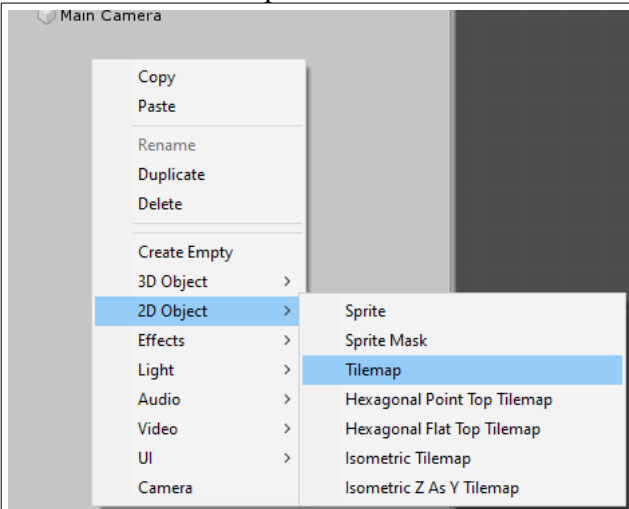 Main Camera
Copy
Paste
Rename
Duplicate
Delete
Create Empty
3D Object
2D Object
Effects
Light
Audio
Video
UI
Camera
Sprite
Sprite Mask
Tilemap
Hexagonal Point Top Tilemap
Hexagonal Flat Top Tilemap
Isometric Tilemap
Isometric Z As Y Tilemap